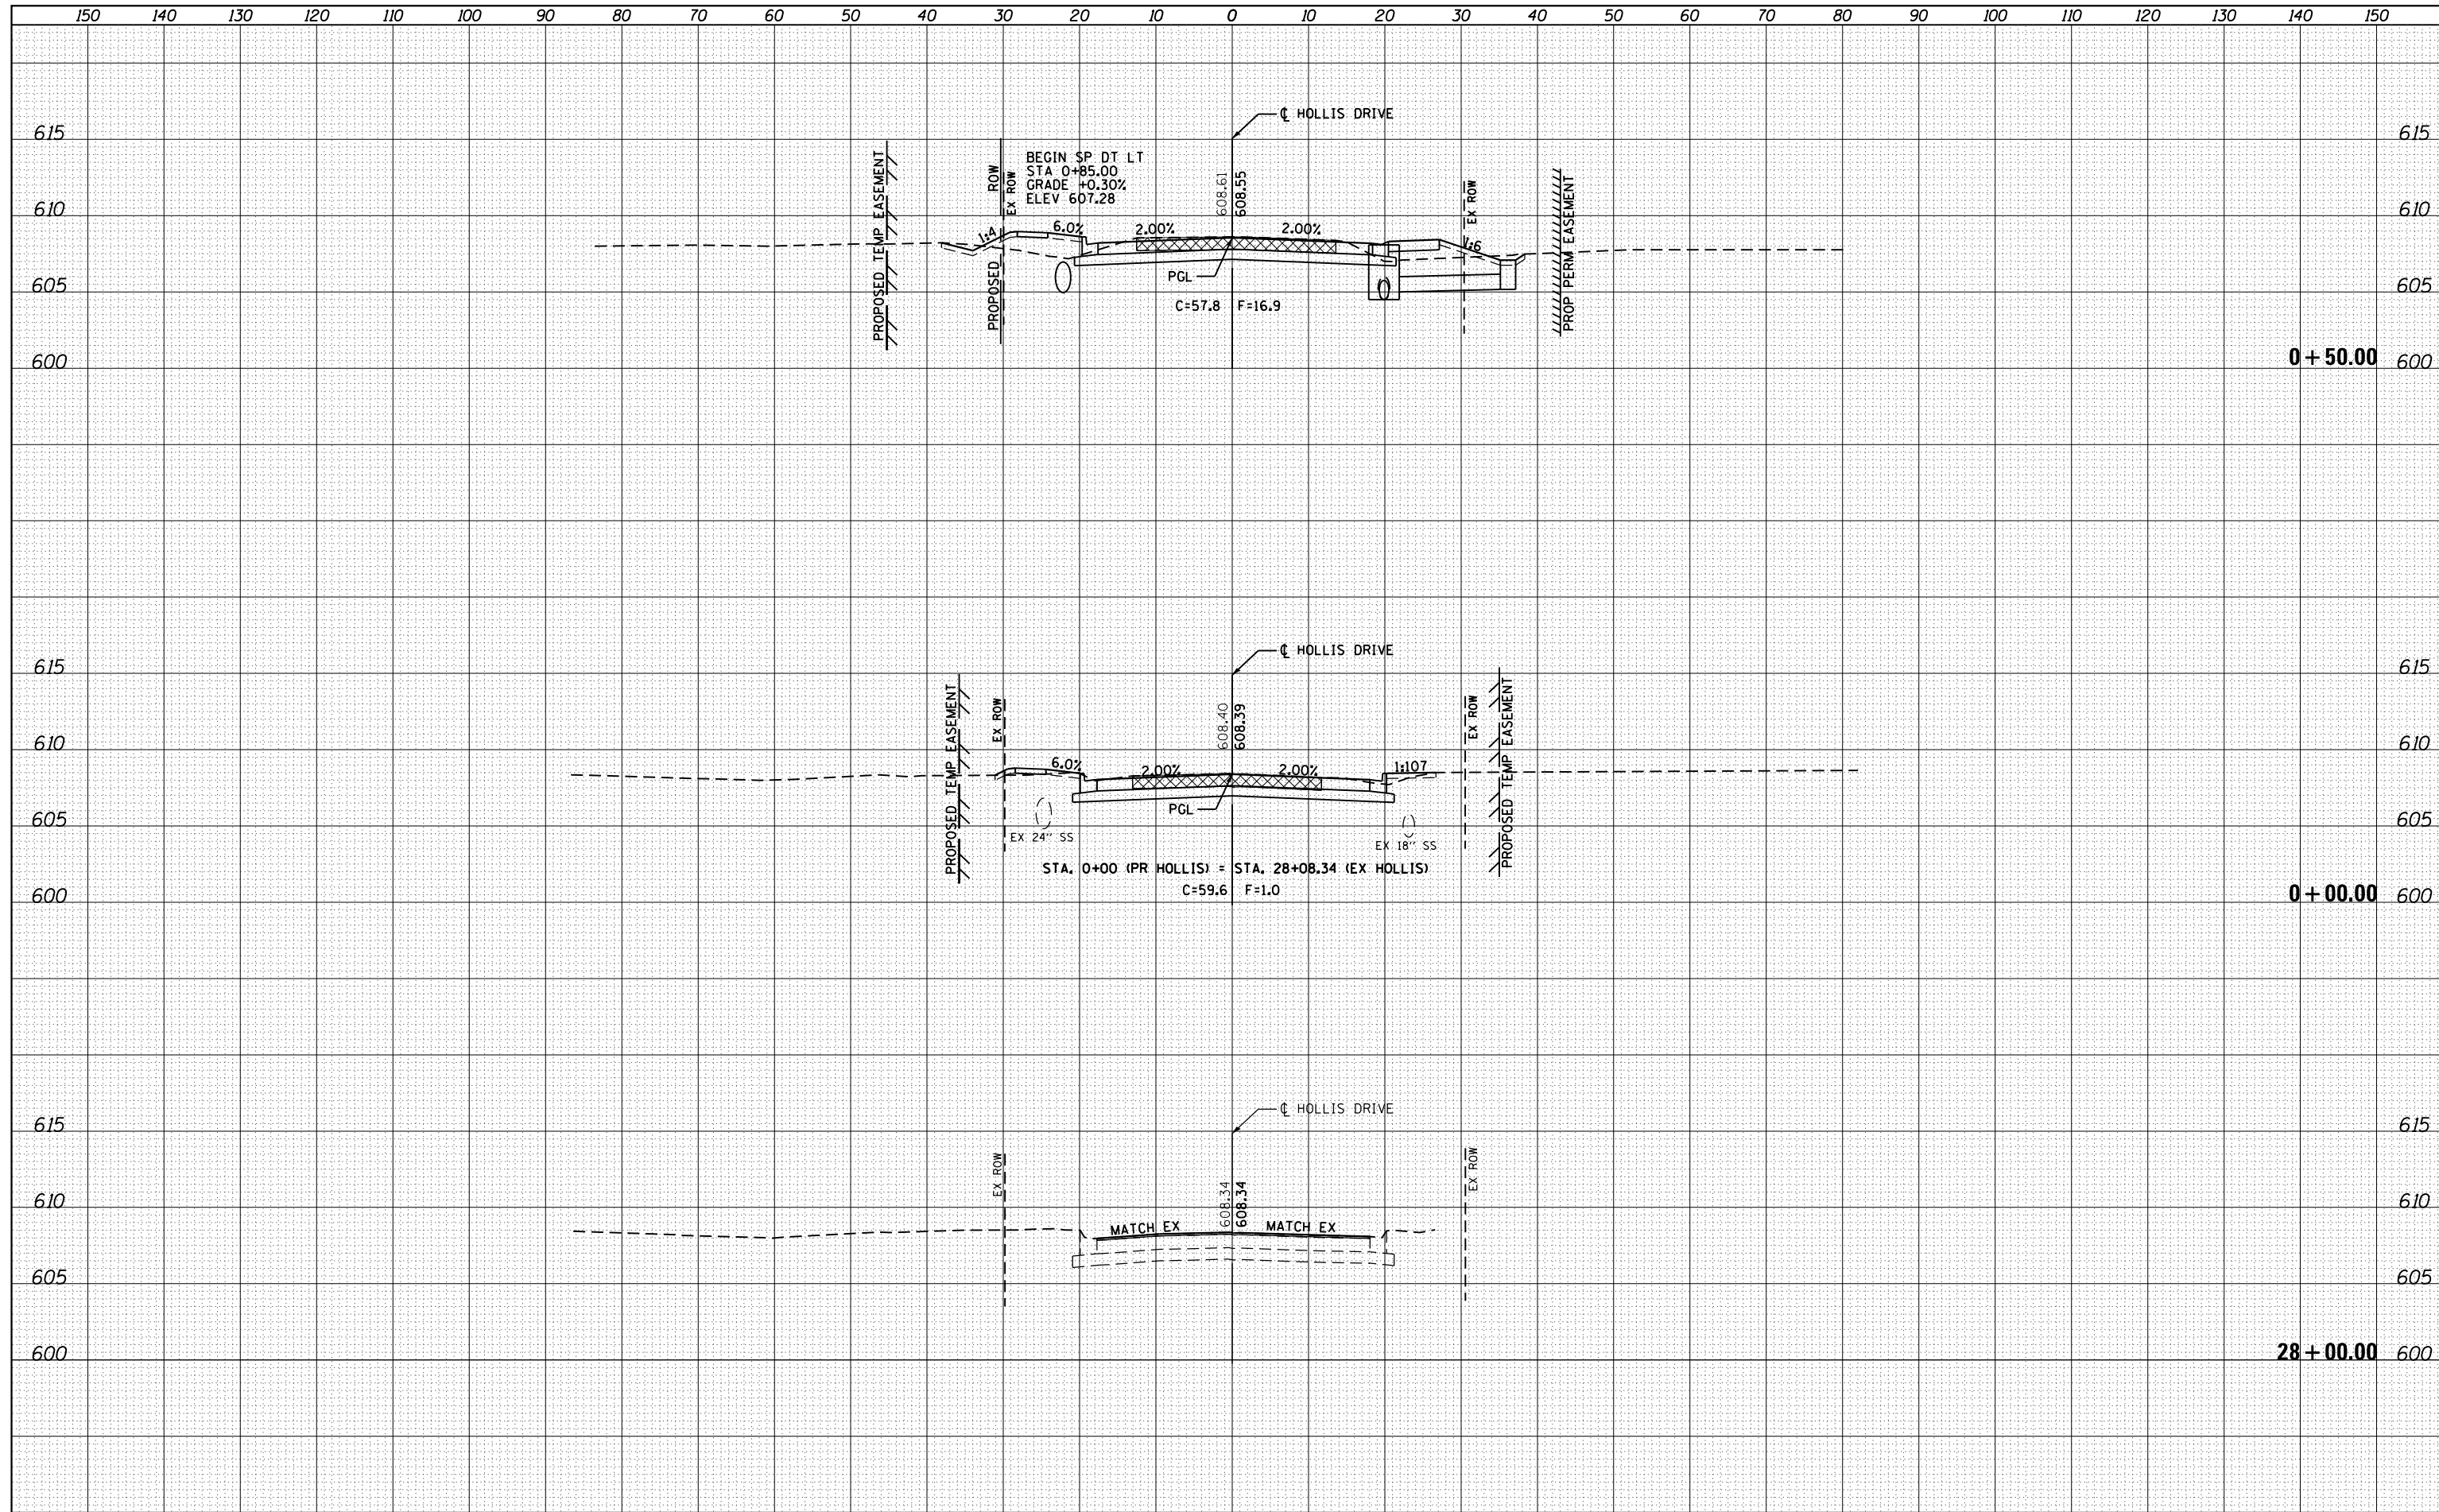 150 140 130 120 110 100 90 80 70 60 50 40 30 20 10 0 10 20 30 40 50 60 70 80 90 100 110 120 130 140 150
℄ HOLLIS DRIVE
615 615
PROPOSED TEMP EASEMENT
PROPOSED ROW
EX ROW
BEGIN SP DT LT
STA 0+85.00
GRADE +0.30%
ELEV 607.28
608.61
608.55
EX ROW
PROP PERM EASEMENT
610 610
1:4 6.0% 2.00% 2.00% 1:6
PGL
605 605
C=57.8 F=16.9
600 0+50.00 600
℄ HOLLIS DRIVE
615 615
PROPOSED TEMP EASEMENT
EX ROW
608.40
608.39
EX ROW
PROPOSED TEMP EASEMENT
610 610
6.0% 2.00% 2.00% 1:107
PGL
605 605
EX 24'' SS EX 18'' SS
STA. 0+00 (PR HOLLIS) = STA. 28+08.34 (EX HOLLIS)
C=59.6 F=1.0
600 0+00.00 600
℄ HOLLIS DRIVE
615 615
EX ROW
608.34
608.34
EX ROW
610 610
MATCH EX MATCH EX
605 605
600 28+00.00 600